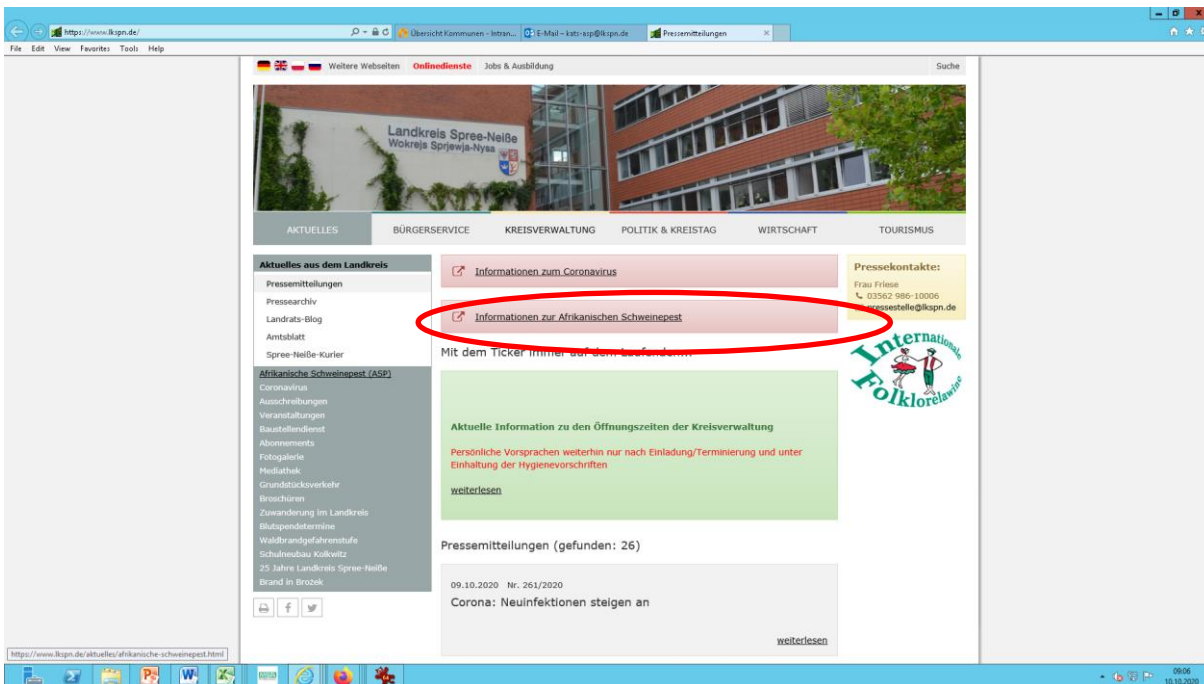 https://www.lkspn.de/
Übersicht Kommunen - Intran...
E-Mail – kats-asp@lkspn.de
Pressemitteilungen
File Edit View Favorites Tools Help
Weitere Webseiten Onlinedienste Jobs & Ausbildung Suche
Landkreis Spree-Neiße
Wokrejs Sprjewja-Nysa
AKTUELLES BÜRGERSERVICE KREISVERWALTUNG POLITIK & KREISTAG WIRTSCHAFT TOURISMUS
Aktuelles aus dem Landkreis
Pressemitteilungen
Pressearchiv
Landrats-Blog
Amtsblatt
Spree-Neiße-Kurier
Afrikanische Schweinepest (ASP)
Coronavirus
Ausschreibungen
Veranstaltungen
Baustellendienst
Abonnements
Fotogalerie
Mediathek
Grundstücksverkehr
Broschüren
Zuwanderung im Landkreis
Blutspendetermine
Waldbrandgefahrenstufe
Schulneubau Kolkwitz
25 Jahre Landkreis Spree-Neiße
Brand in Brożek
Informationen zum Coronavirus
Informationen zur Afrikanischen Schweinepest
Mit dem Ticker immer auf dem
Aktuelle Information zu den Öffnungszeiten der Kreisverwaltung
Persönliche Vorsprachen weiterhin nur nach Einladung/Terminierung und unter
Einhaltung der Hygienevorschriften
weiterlesen
Pressemitteilungen (gefunden: 26)
09.10.2020 Nr. 261/2020
Corona: Neuinfektionen steigen an
weiterlesen
Pressekontakte:
Frau Friese
03562 986-10006
pressestelle@lkspn.de
Internationale
Folklorelawine
https://www.lkspn.de/aktuelles/afrikanische-schweinepest.html
09:06
10.10.2020